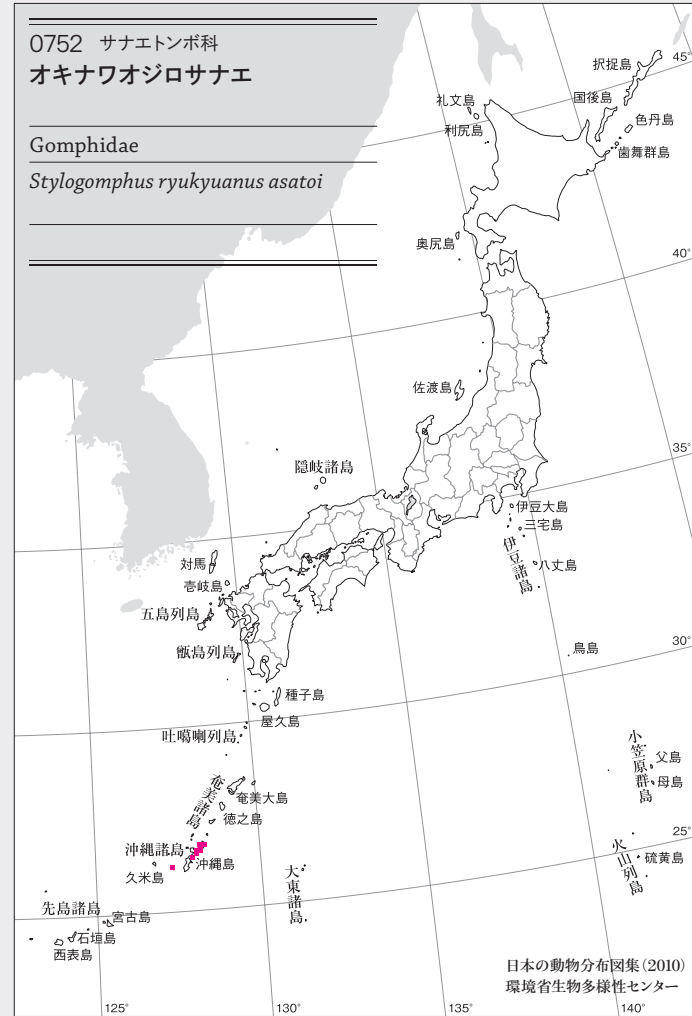 0752 サナエトンボ科
オキナワオジロサナエ
Gomphidae
Stylogomphus ryukyuanus asatoi
択捉島
45°
礼文島
国後島
利尻島
色丹島
歯舞群島
奥尻島
40°
佐渡島
35°
隠岐諸島
伊豆大島
三宅島
伊豆諸島
八丈島
対馬
壱岐島
五島列島
甑島列島
鳥島
30°
種子島
屋久島
吐噶喇列島
小笠原群島
父島
母島
奄美諸島
奄美大島
徳之島
25°
沖縄諸島
沖縄島
久米島
大東諸島
火山列島
硫黄島
先島諸島
宮古島
石垣島
西表島
日本の動物分布図集(2010)
環境省生物多様性センター
125°
130°
135°
140°